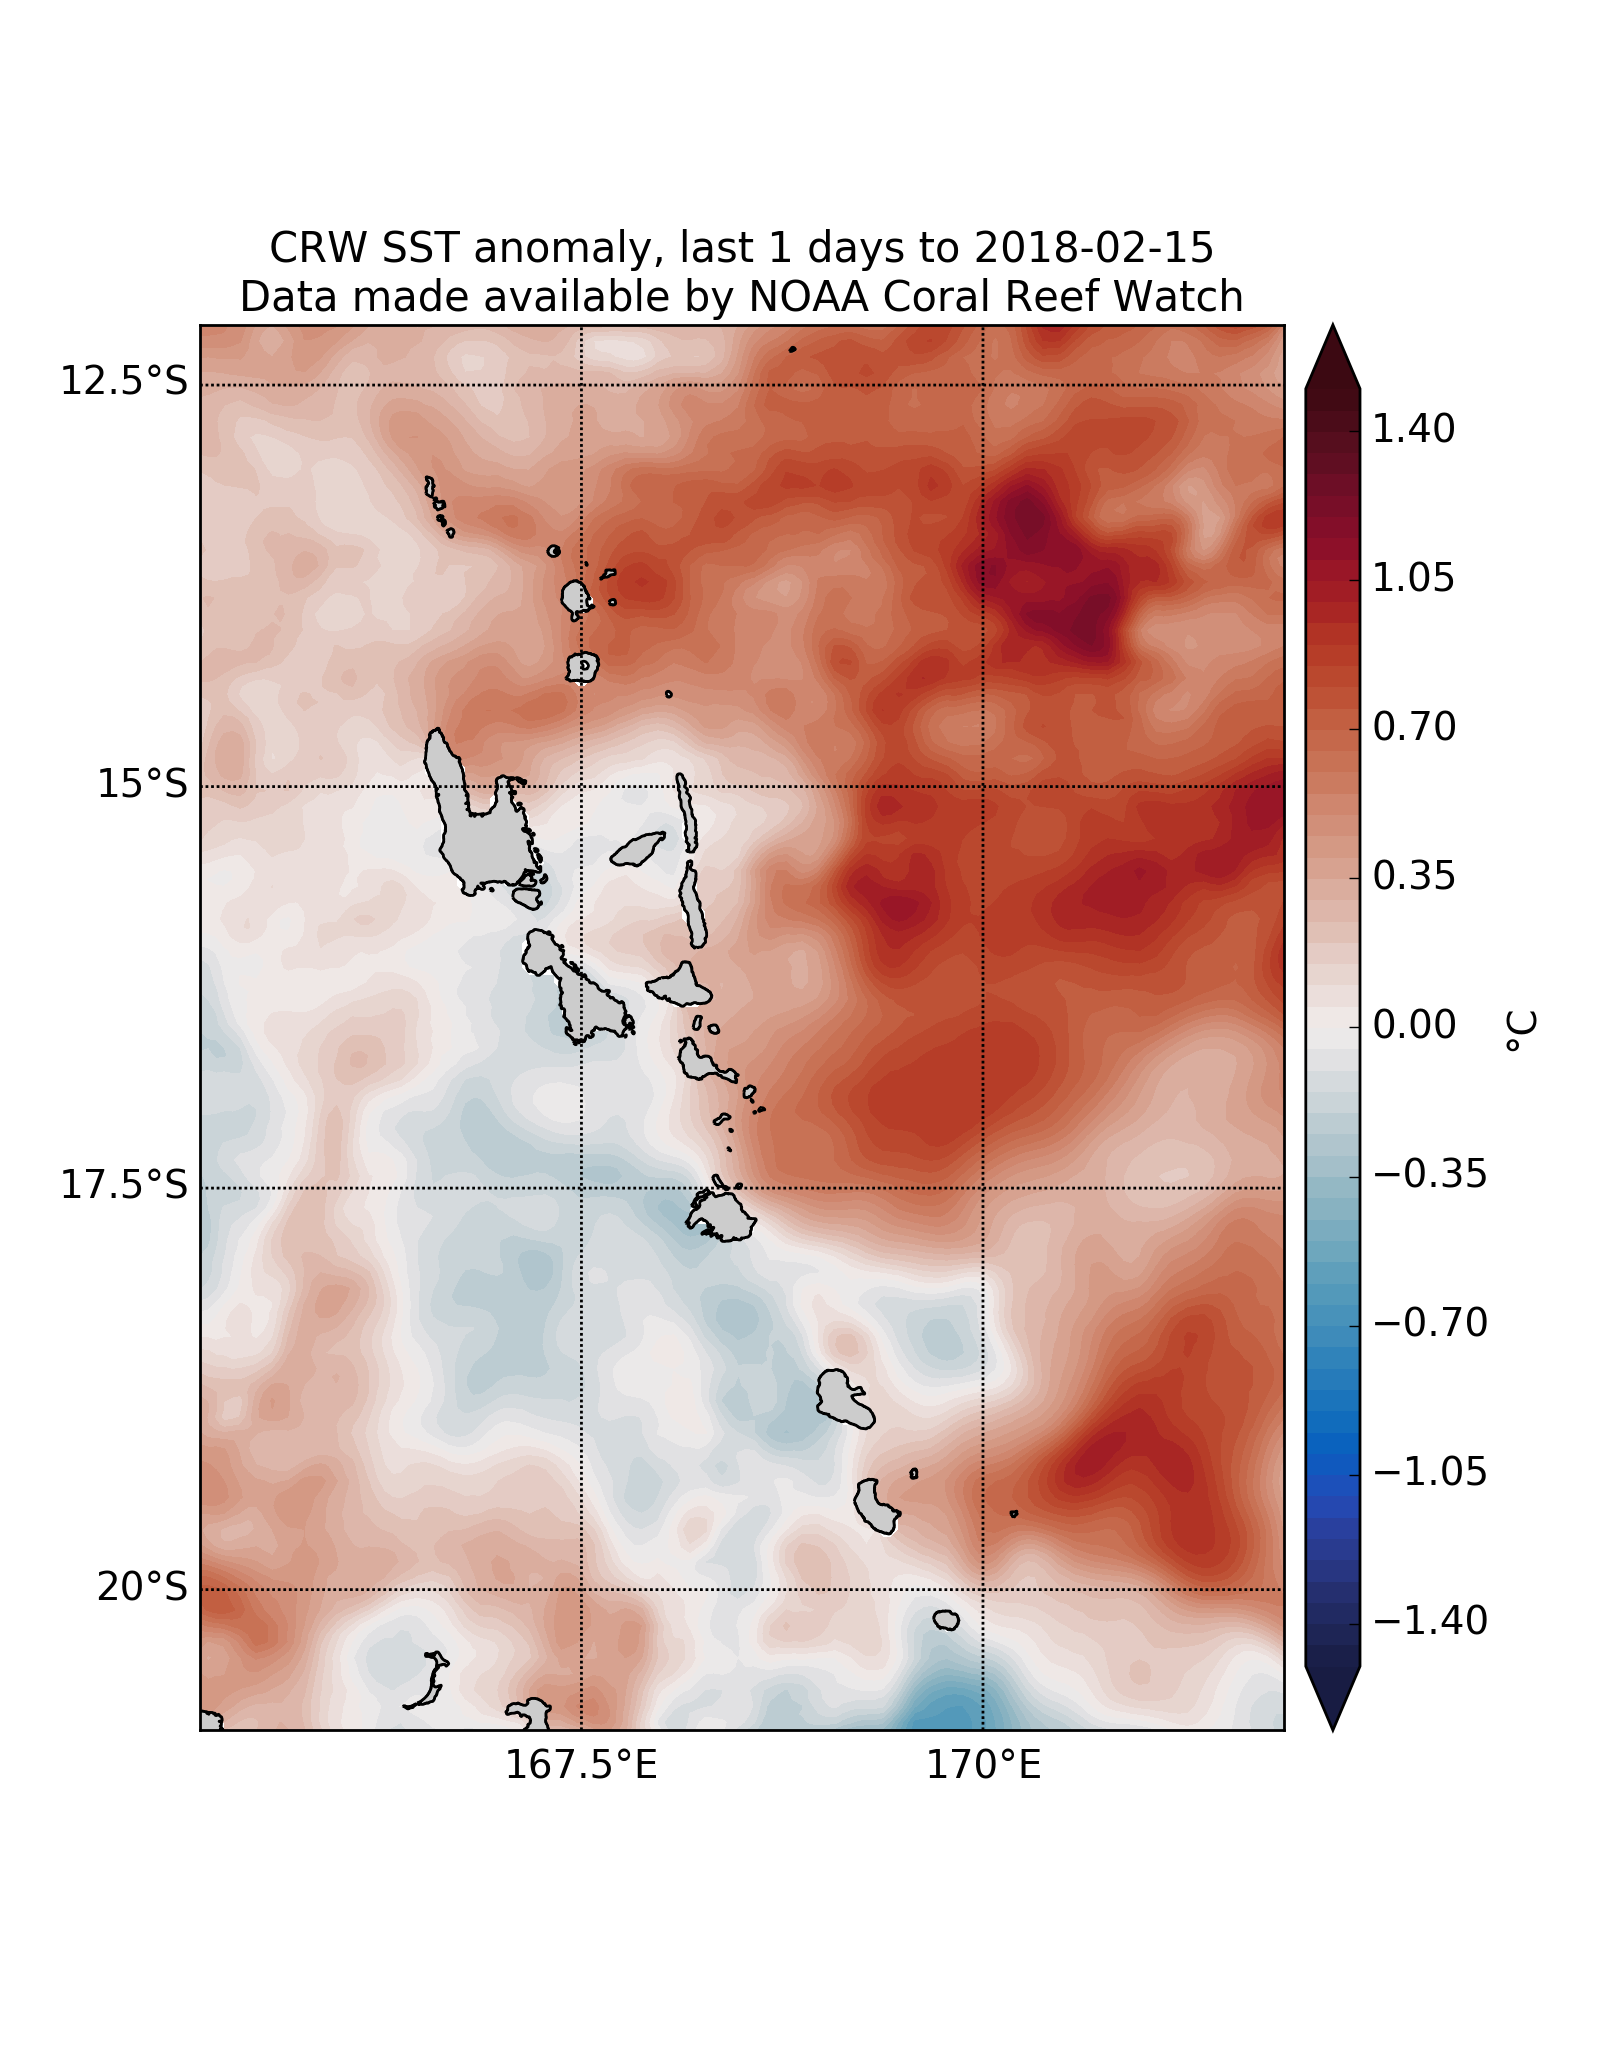 CRW SST anomaly, last 1 days to 2018-02-15
Data made available by NOAA Coral Reef Watch
12.5°S
15°S
17.5°S
20°S
167.5°E
170°E
1.40
1.05
0.70
0.35
0.00
−0.35
−0.70
−1.05
−1.40
°C